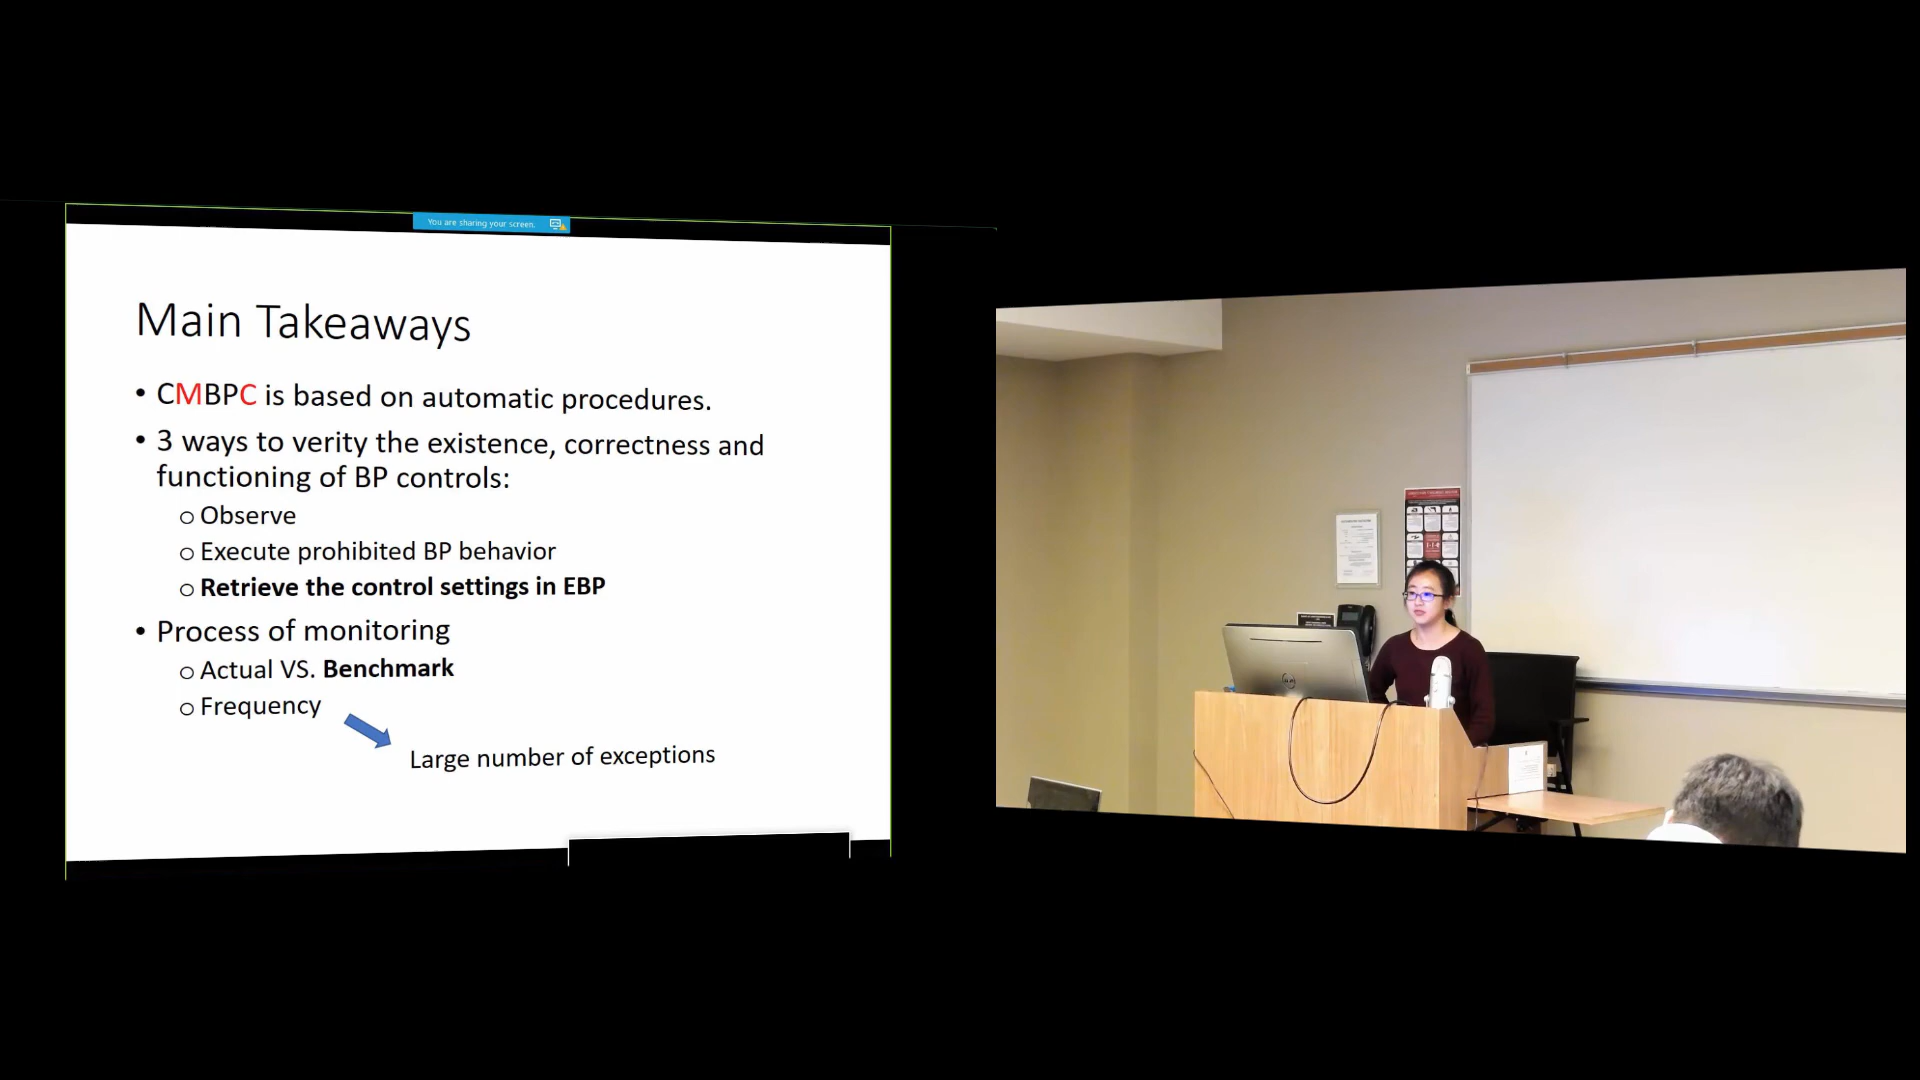 You are sharing your screen.
Main Takeaways
• CMBPC is based on automatic procedures.
• 3 ways to verity the existence, correctness and
functioning of BP controls:
o Observe
o Execute prohibited BP behavior
o Retrieve the control settings in EBP
• Process of monitoring
o Actual VS. Benchmark
o Frequency
Large number of exceptions